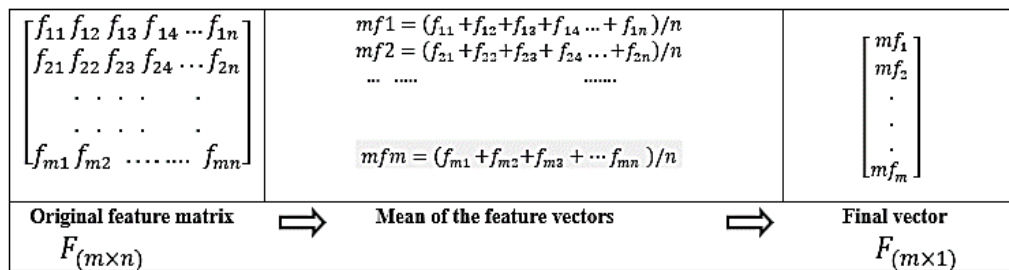 f₁₁ f₁₂ f₁₃ f₁₄ … f₁ₙ
f₂₁ f₂₂ f₂₃ f₂₄ … f₂ₙ
. . . . .
. . . . .
fₘ₁ fₘ₂ …. …. fₘₙ
mf1 = (f₁₁ + f₁₂+f₁₃+f₁₄ … + f₁ₙ)/n
mf2 = (f₂₁ + f₂₂+f₂₃+ f₂₄ … +f₂ₙ)/n
... ..... .......
mfm = (fₘ₁ +fₘ₂+fₘ₃ + ⋯ fₘₙ )/n
mf₁
mf₂
.
.
.
mfₘ
Original feature matrix ⇨ Mean of the feature vectors ⇨ Final vector
F₍ₘ×ₙ₎ F₍ₘ×₁₎